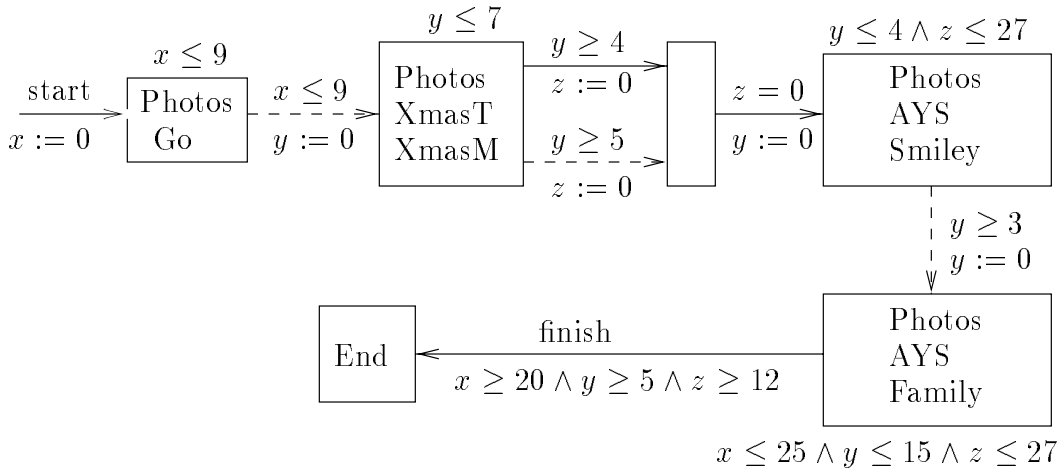 start
x := 0
x ≤ 9
Photos
Go
x ≤ 9
y := 0
y ≤ 7
Photos
XmasT
XmasM
y ≥ 4
z := 0
y ≥ 5
z := 0
z = 0
y := 0
y ≤ 4 ∧ z ≤ 27
Photos
AYS
Smiley
y ≥ 3
y := 0
Photos
AYS
Family
x ≤ 25 ∧ y ≤ 15 ∧ z ≤ 27
finish
x ≥ 20 ∧ y ≥ 5 ∧ z ≥ 12
End